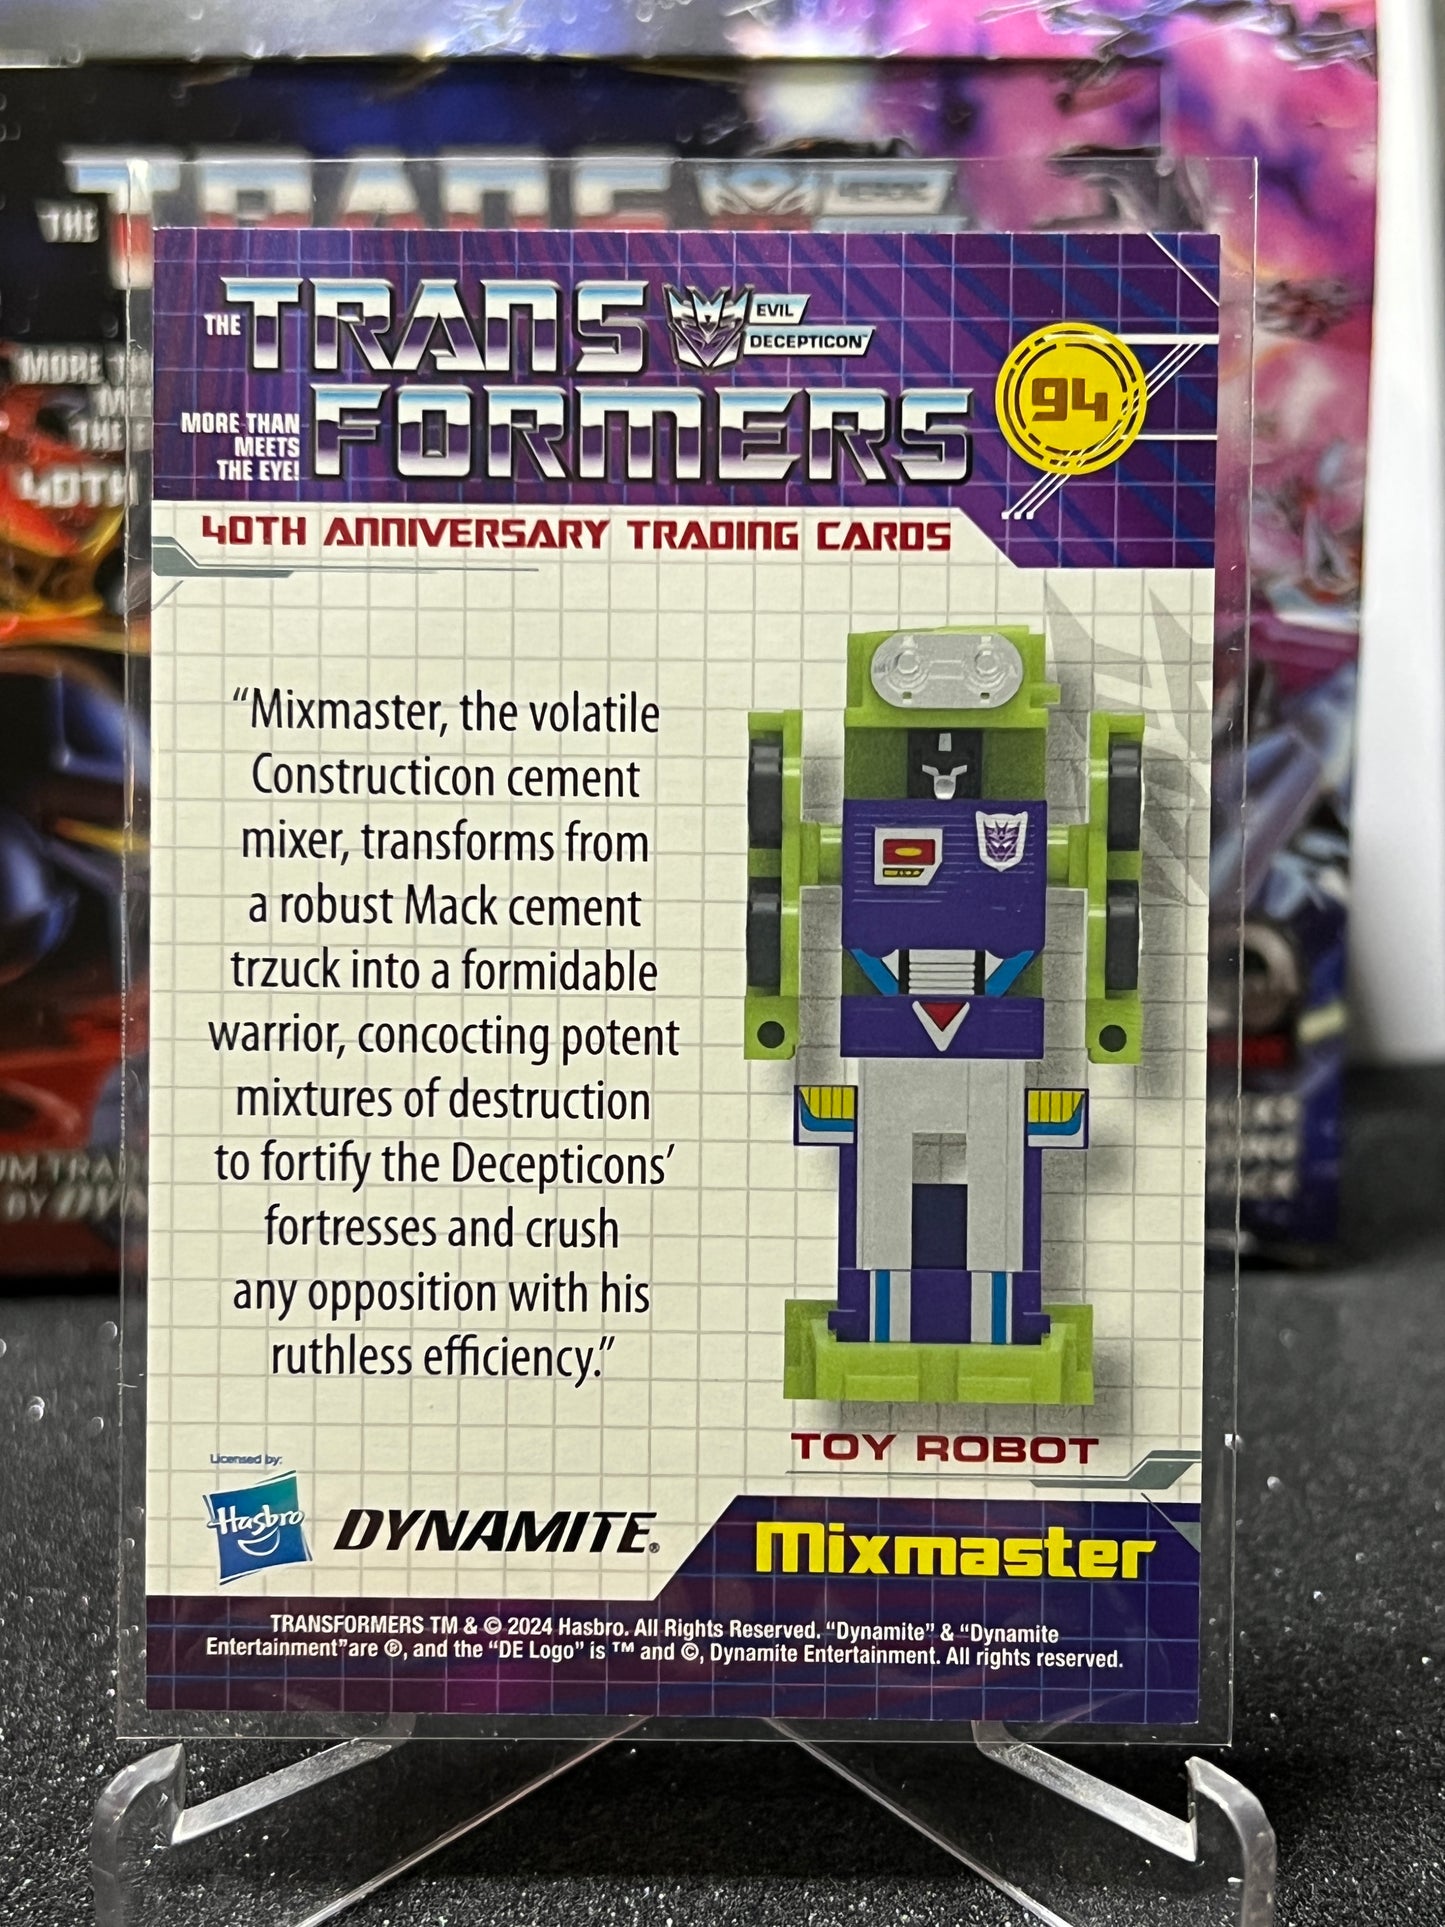 THE TRANS
EVIL
DECEPTICON™
MORE THAN
MEETS
THE EYE!
FORMERS
94
40TH ANNIVERSARY TRADING CARDS
“Mixmaster, the volatile
Constructicon cement
mixer, transforms from
a robust Mack cement
trzuck into a formidable
warrior, concocting potent
mixtures of destruction
to fortify the Decepticons’
fortresses and crush
any opposition with his
ruthless efficiency.”
TOY ROBOT
Licensed by:
Hasbro
DYNAMITE®
Mixmaster
TRANSFORMERS TM & © 2024 Hasbro. All Rights Reserved. “Dynamite” & “Dynamite
Entertainment”are ®, and the “DE Logo” is ™ and ©, Dynamite Entertainment. All rights reserved.
THE
40TH